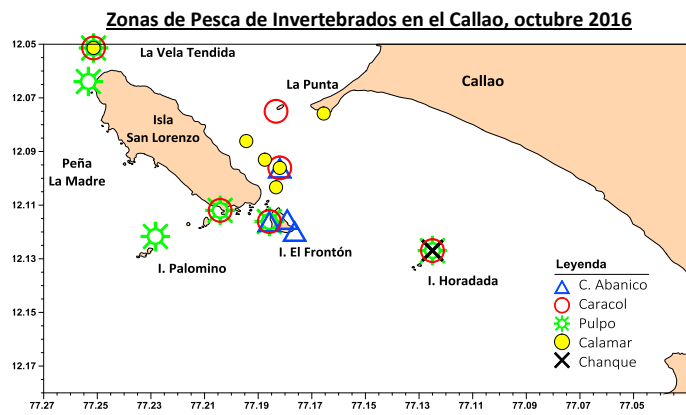 Zonas de Pesca de Invertebrados en el Callao, octubre 2016
12.05
La Vela Tendida
12.07
La Punta
Callao
Isla
San Lorenzo
12.09
Peña
La Madre
12.11
I. El Frontón
12.13
I. Palomino
I. Horadada
Leyenda
C. Abanico
12.15
Caracol
Pulpo
Calamar
12.17
Chanque
77.27
77.25
77.23
77.21
77.19
77.17
77.15
77.13
77.11
77.09
77.07
77.05
77.03